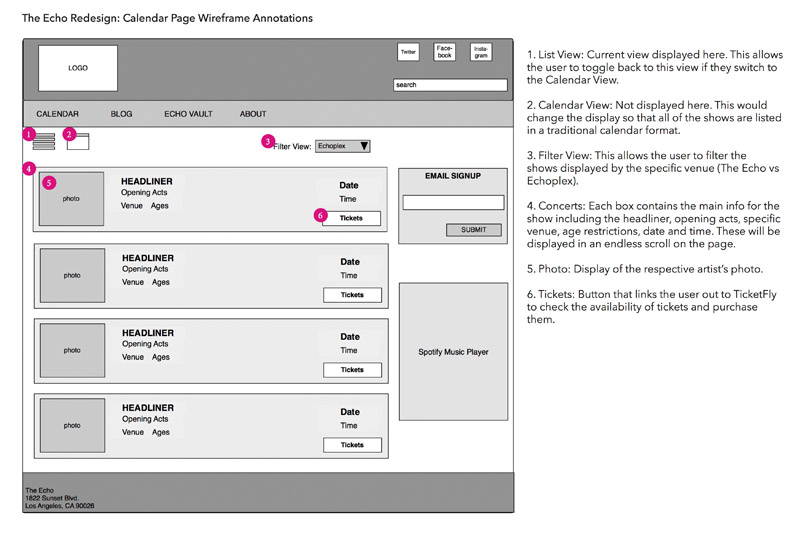 The Echo Redesign: Calendar Page Wireframe Annotations
LOGO
Twitter
Face-
book
Insta-
gram
search
CALENDAR BLOG ECHO VAULT ABOUT
1
2
3
Filter View: Echoplex
4
5
photo
HEADLINER
Opening Acts
Venue Ages
Date
Time
6
Tickets
photo
HEADLINER
Opening Acts
Venue Ages
Date
Time
Tickets
photo
HEADLINER
Opening Acts
Venue Ages
Date
Time
Tickets
photo
HEADLINER
Opening Acts
Venue Ages
Date
Time
Tickets
EMAIL SIGNUP
SUBMIT
Spotify Music Player
The Echo
1822 Sunset Blvd.
Los Angeles, CA 90026
1. List View: Current view displayed here. This allows
the user to toggle back to this view if they switch to
the Calendar View.
2. Calendar View: Not displayed here. This would
change the display so that all of the shows are listed
in a traditional calendar format.
3. Filter View: This allows the user to filter the
shows displayed by the specific venue (The Echo vs
Echoplex).
4. Concerts: Each box contains the main info for the
show including the headliner, opening acts, specific
venue, age restrictions, date and time. These will be
displayed in an endless scroll on the page.
5. Photo: Display of the respective artist's photo.
6. Tickets: Button that links the user out to TicketFly
to check the availability of tickets and purchase
them.